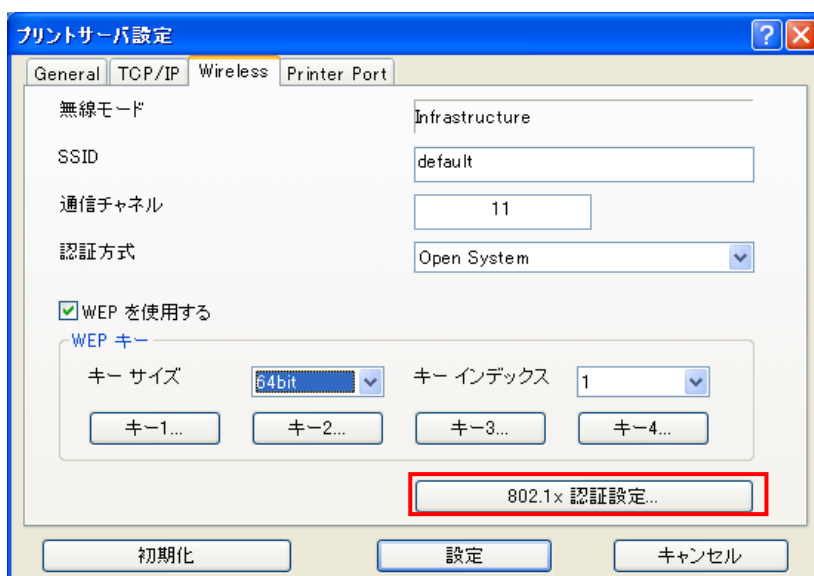 プリントサーバ設定
General TCP/IP Wireless Printer Port
無線モード Infrastructure
SSID default
通信チャネル 11
認証方式 Open System
WEP を使用する
WEP キー
キー サイズ 64bit キー インデックス 1
キー1... キー2... キー3... キー4...
802.1x 認証設定...
初期化 設定 キャンセル